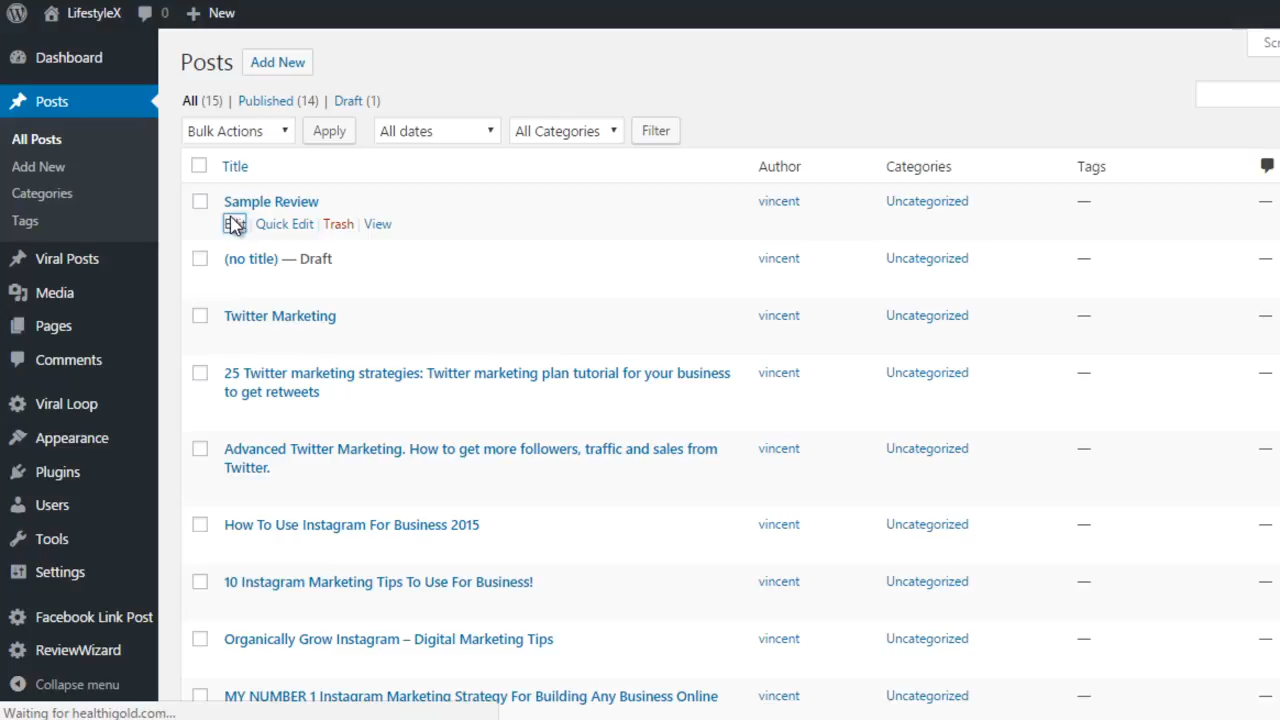 LifestyleX 0 New
Scr
Dashboard
Posts
All Posts
Add New
Categories
Tags
Viral Posts
Media
Pages
Comments
Viral Loop
Appearance
Plugins
Users
Tools
Settings
Facebook Link Post
ReviewWizard
Collapse menu
Posts Add New
All (15) | Published (14) | Draft (1)
Bulk Actions Apply All dates All Categories Filter
Title Author Categories Tags
Sample Review vincent Uncategorized —  —
Edit Quick Edit | Trash | View
(no title) — Draft vincent Uncategorized — —
Twitter Marketing vincent Uncategorized — —
25 Twitter marketing strategies: Twitter marketing plan tutorial for your business vincent Uncategorized — —
to get retweets
Advanced Twitter Marketing. How to get more followers, traffic and sales from vincent Uncategorized — —
Twitter.
How To Use Instagram For Business 2015 vincent Uncategorized — —
10 Instagram Marketing Tips To Use For Business! vincent Uncategorized — —
Organically Grow Instagram – Digital Marketing Tips vincent Uncategorized — —
MY NUMBER 1 Instagram Marketing Strategy For Building Any Business Online vincent Uncategorized — —
Waiting for healthigold.com...